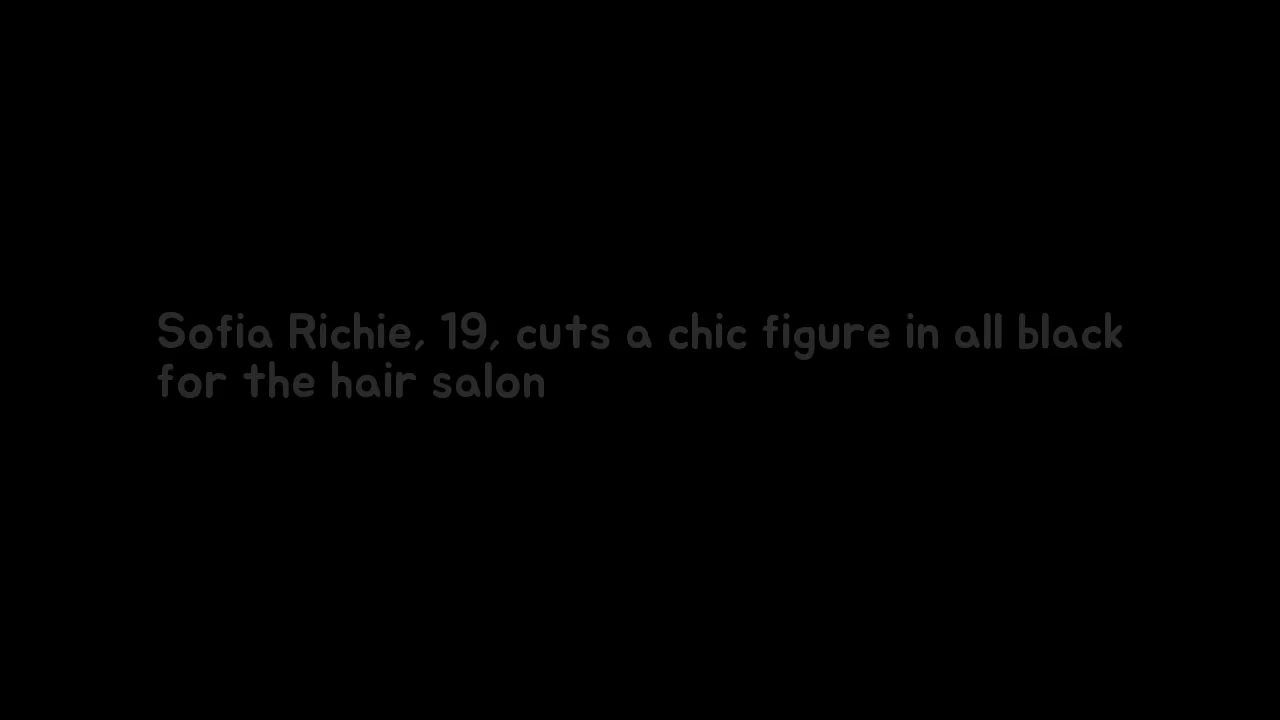 Sofia Richie, 19, cuts a chic figure in all black
for the hair salon